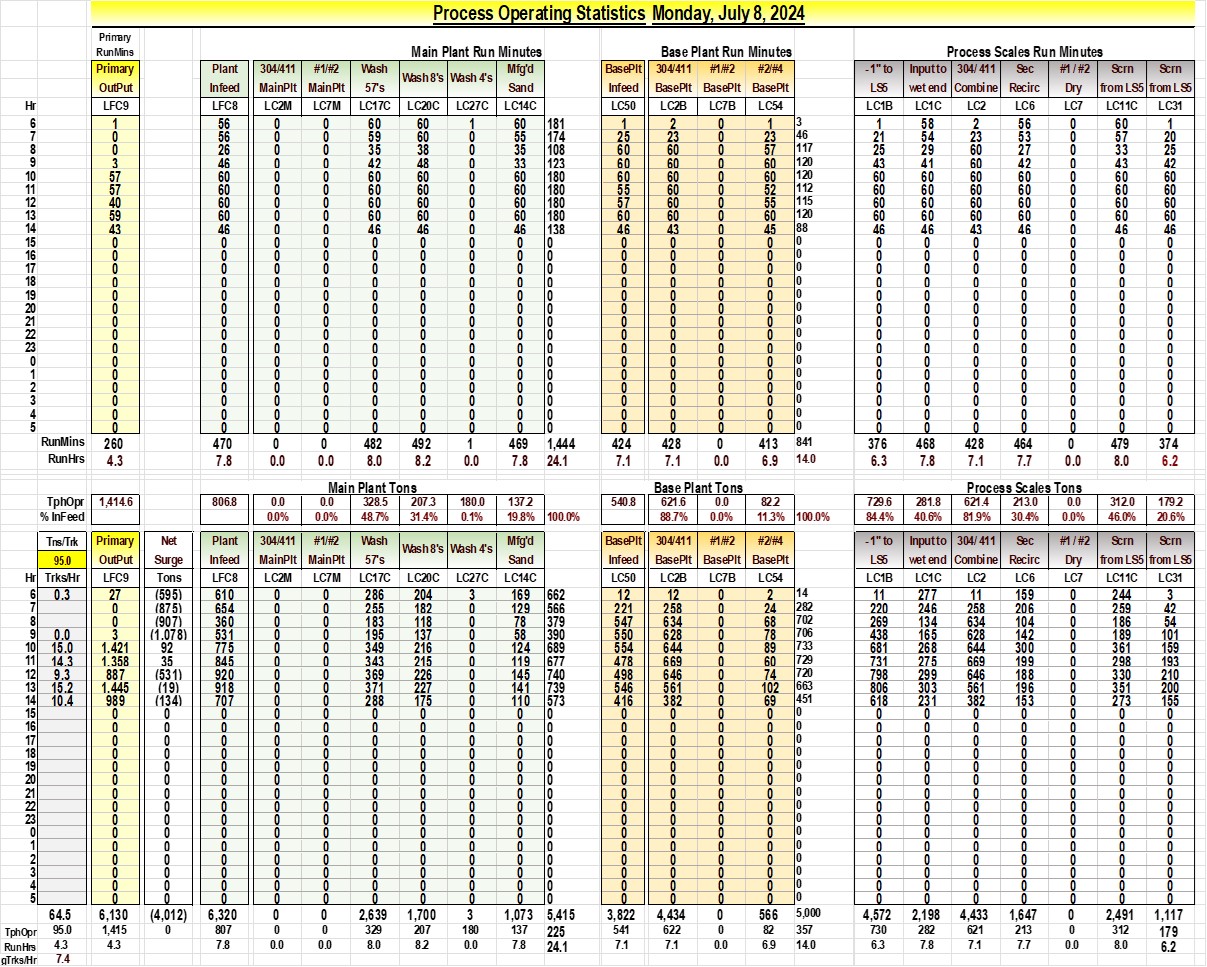 Process Operating Statistics Monday, July 8, 2024
Primary
RunMins Main Plant Run Minutes Base Plant Run Minutes Process Scales Run Minutes
Primary Plant 304/411 #1/#2 Wash Wash 8's Wash 4's Mfg'd BasePlt 304/411 #1/#2 #2/#4 -1" to Input to 304/ 411 Sec #1 / #2 Scrn Scrn
OutPut Infeed MainPlt MainPlt 57's Sand Infeed BasePlt BasePlt BasePlt LS5 wet end Combine Recirc Dry from LS5 from LS5
Hr LFC9 LFC8 LC2M LC7M LC17C LC20C LC27C LC14C LC50 LC2B LC7B LC54 LC1B LC1C LC2 LC6 LC7 LC11C LC31
6 1 56 0 0 60 60 1 60 181 1 2 0 1 3 1 58 2 56 0 60 1
7 0 56 0 0 59 60 0 55 174 25 23 0 23 46 21 54 23 53 0 57 20
8 0 26 0 0 35 38 0 35 108 60 60 0 57 117 25 29 60 27 0 33 25
9 3 46 0 0 42 48 0 33 123 60 60 0 60 120 43 41 60 42 0 43 42
10 57 60 0 0 60 60 0 60 180 60 60 0 60 120 60 60 60 60 0 60 60
11 57 60 0 0 60 60 0 60 180 55 60 0 52 112 60 60 60 60 0 60 60
12 40 60 0 0 60 60 0 60 180 57 60 0 55 115 60 60 60 60 0 60 60
13 59 60 0 0 60 60 0 60 180 60 60 0 60 120 60 60 60 60 0 60 60
14 43 46 0 0 46 46 0 46 138 46 43 0 45 88 46 46 43 46 0 46 46
15 0 0 0 0 0 0 0 0 0 0 0 0 0 0 0 0 0 0 0 0 0
16 0 0 0 0 0 0 0 0 0 0 0 0 0 0 0 0 0 0 0 0 0
17 0 0 0 0 0 0 0 0 0 0 0 0 0 0 0 0 0 0 0 0 0
18 0 0 0 0 0 0 0 0 0 0 0 0 0 0 0 0 0 0 0 0 0
19 0 0 0 0 0 0 0 0 0 0 0 0 0 0 0 0 0 0 0 0 0
20 0 0 0 0 0 0 0 0 0 0 0 0 0 0 0 0 0 0 0 0 0
21 0 0 0 0 0 0 0 0 0 0 0 0 0 0 0 0 0 0 0 0 0
22 0 0 0 0 0 0 0 0 0 0 0 0 0 0 0 0 0 0 0 0 0
23 0 0 0 0 0 0 0 0 0 0 0 0 0 0 0 0 0 0 0 0 0
0 0 0 0 0 0 0 0 0 0 0 0 0 0 0 0 0 0 0 0 0 0
1 0 0 0 0 0 0 0 0 0 0 0 0 0 0 0 0 0 0 0 0 0
2 0 0 0 0 0 0 0 0 0 0 0 0 0 0 0 0 0 0 0 0 0
3 0 0 0 0 0 0 0 0 0 0 0 0 0 0 0 0 0 0 0 0 0
4 0 0 0 0 0 0 0 0 0 0 0 0 0 0 0 0 0 0 0 0 0
5 0 0 0 0 0 0 0 0 0 0 0 0 0 0 0 0 0 0 0 0 0
RunMins 260 470 0 0 482 492 1 469 1,444 424 428 0 413 841 376 468 428 464 0 479 374
RunHrs 4.3 7.8 0.0 0.0 8.0 8.2 0.0 7.8 24.1 7.1 7.1 0.0 6.9 14.0 6.3 7.8 7.1 7.7 0.0 8.0 6.2
Main Plant Tons Base Plant Tons Process Scales Tons
TphOpr 1,414.6 806.8 0.0 0.0 328.5 207.3 180.0 137.2 540.8 621.6 0.0 82.2 729.6 281.8 621.4 213.0 0.0 312.0 179.2
% InFeed 0.0% 0.0% 48.7% 31.4% 0.1% 19.8% 100.0% 88.7% 0.0% 11.3% 100.0% 84.4% 40.6% 81.9% 30.4% 0.0% 46.0% 20.6%
Tns/Trk Primary Net Plant 304/411 #1/#2 Wash Wash 8's Wash 4's Mfg'd BasePlt 304/411 #1/#2 #2/#4 -1" to Input to 304/ 411 Sec #1 / #2 Scrn Scrn
95.0 OutPut Surge Infeed MainPlt MainPlt 57's Sand Infeed BasePlt BasePlt BasePlt LS5 wet end Combine Recirc Dry from LS5 from LS5
Hr Trks/Hr LFC9 Tons LFC8 LC2M LC7M LC17C LC20C LC27C LC14C LC50 LC2B LC7B LC54 LC1B LC1C LC2 LC6 LC7 LC11C LC31
6 0.3 27 (595) 610 0 0 286 204 3 169 662 12 12 0 2 14 11 277 11 159 0 244 3
7 0 (875) 654 0 0 255 182 0 129 566 221 258 0 24 282 220 246 258 206 0 259 42
8 0 (907) 360 0 0 183 118 0 78 379 547 634 0 68 702 269 134 634 104 0 186 54
9 0.0 3 (1,078) 531 0 0 195 137 0 58 390 550 628 0 78 706 438 165 628 142 0 189 101
10 15.0 1,421 92 775 0 0 349 216 0 124 689 554 644 0 89 733 681 268 644 300 0 361 159
11 14.3 1,358 35 845 0 0 343 215 0 119 677 478 669 0 60 729 731 275 669 199 0 298 193
12 9.3 887 (531) 920 0 0 369 226 0 145 740 498 646 0 74 720 798 299 646 188 0 330 210
13 15.2 1,445 (19) 918 0 0 371 227 0 141 739 546 561 0 102 663 806 303 561 196 0 351 200
14 10.4 989 (134) 707 0 0 288 175 0 110 573 416 382 0 69 451 618 231 382 153 0 273 155
15 0 0 0 0 0 0 0 0 0 0 0 0 0 0 0 0 0 0 0 0 0 0
16 0 0 0 0 0 0 0 0 0 0 0 0 0 0 0 0 0 0 0 0 0 0
17 0 0 0 0 0 0 0 0 0 0 0 0 0 0 0 0 0 0 0 0 0 0
18 0 0 0 0 0 0 0 0 0 0 0 0 0 0 0 0 0 0 0 0 0 0
19 0 0 0 0 0 0 0 0 0 0 0 0 0 0 0 0 0 0 0 0 0 0
20 0 0 0 0 0 0 0 0 0 0 0 0 0 0 0 0 0 0 0 0 0 0
21 0 0 0 0 0 0 0 0 0 0 0 0 0 0 0 0 0 0 0 0 0 0
22 0 0 0 0 0 0 0 0 0 0 0 0 0 0 0 0 0 0 0 0 0 0
23 0 0 0 0 0 0 0 0 0 0 0 0 0 0 0 0 0 0 0 0 0 0
0 0 0 0 0 0 0 0 0 0 0 0 0 0 0 0 0 0 0 0 0 0 0
1 0 0 0 0 0 0 0 0 0 0 0 0 0 0 0 0 0 0 0 0 0 0
2 0 0 0 0 0 0 0 0 0 0 0 0 0 0 0 0 0 0 0 0 0 0
3 0 0 0 0 0 0 0 0 0 0 0 0 0 0 0 0 0 0 0 0 0 0
4 0 0 0 0 0 0 0 0 0 0 0 0 0 0 0 0 0 0 0 0 0 0
5 0 0 0 0 0 0 0 0 0 0 0 0 0 0 0 0 0 0 0 0 0 0
64.5 6,130 (4,012) 6,320 0 0 2,639 1,700 3 1,073 5,415 3,822 4,434 0 566 5,000 4,572 2,198 4,433 1,647 0 2,491 1,117
TphOpr 95.0 1,415 0 807 0 0 329 207 180 137 225 541 622 0 82 357 730 282 621 213 0 312 179
RunHrs 4.3 4.3 7.8 0.0 0.0 8.0 8.2 0.0 7.8 24.1 7.1 7.1 0.0 6.9 14.0 6.3 7.8 7.1 7.7 0.0 8.0 6.2
gTrks/Hr 7.4